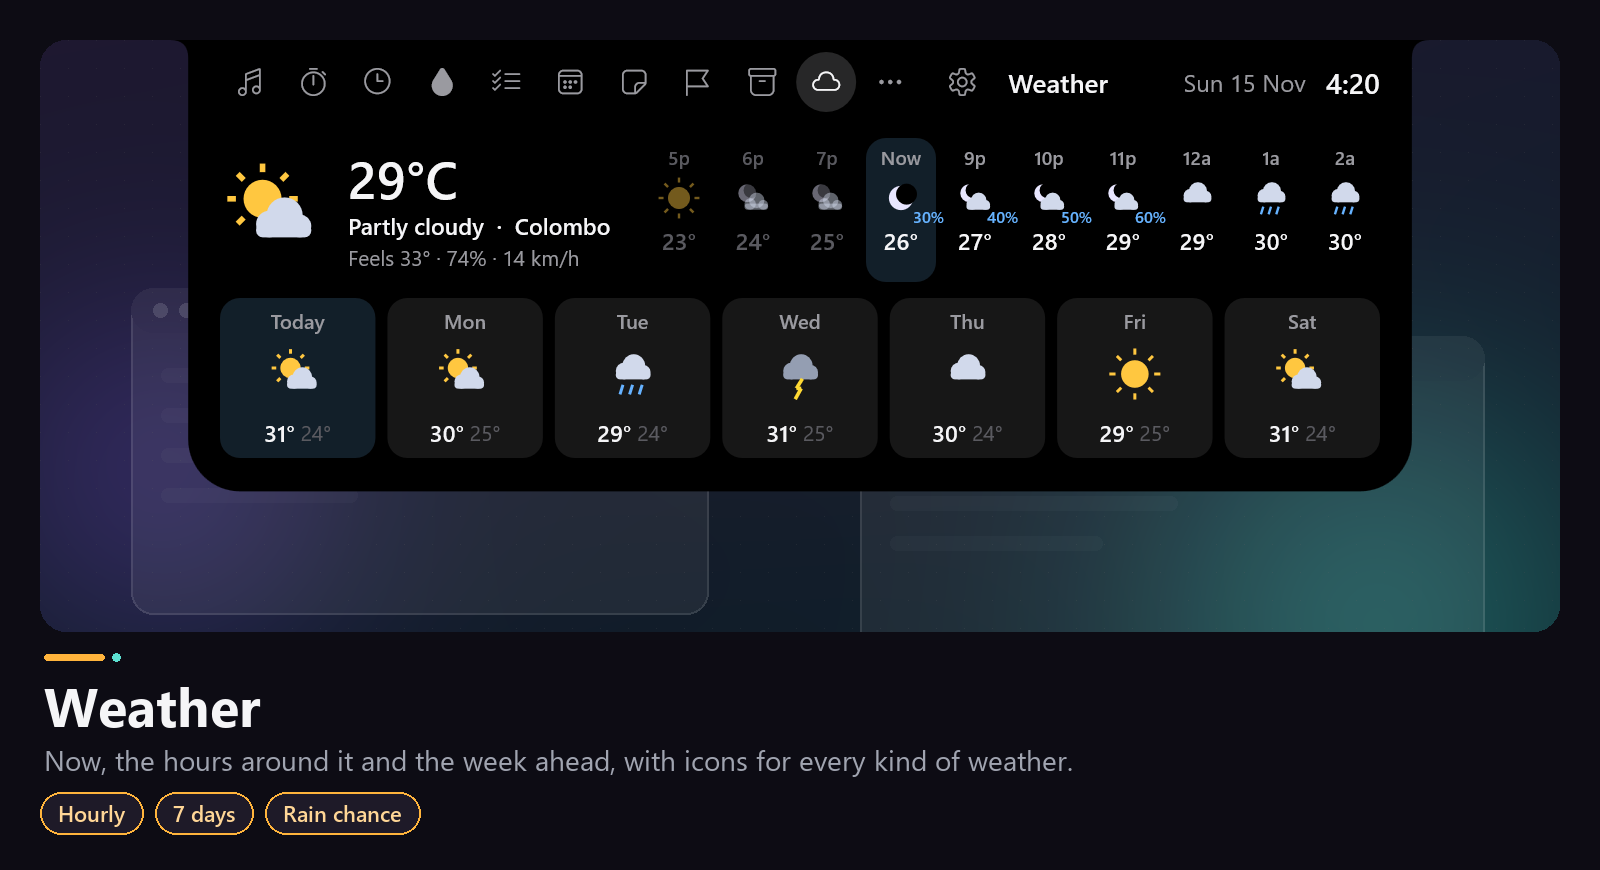 Weather Sun 15 Nov 4:20
29°C
Partly cloudy · Colombo
Feels 33° · 74% · 14 km/h
5p 6p 7p Now 9p 10p 11p 12a 1a 2a
30% 40% 50% 60%
23° 24° 25° 26° 27° 28° 29° 29° 30° 30°
Today Mon Tue Wed Thu Fri Sat
31° 24° 30° 25° 29° 24° 31° 25° 30° 24° 29° 25° 31° 24°
Weather
Now, the hours around it and the week ahead, with icons for every kind of weather.
Hourly 7 days Rain chance